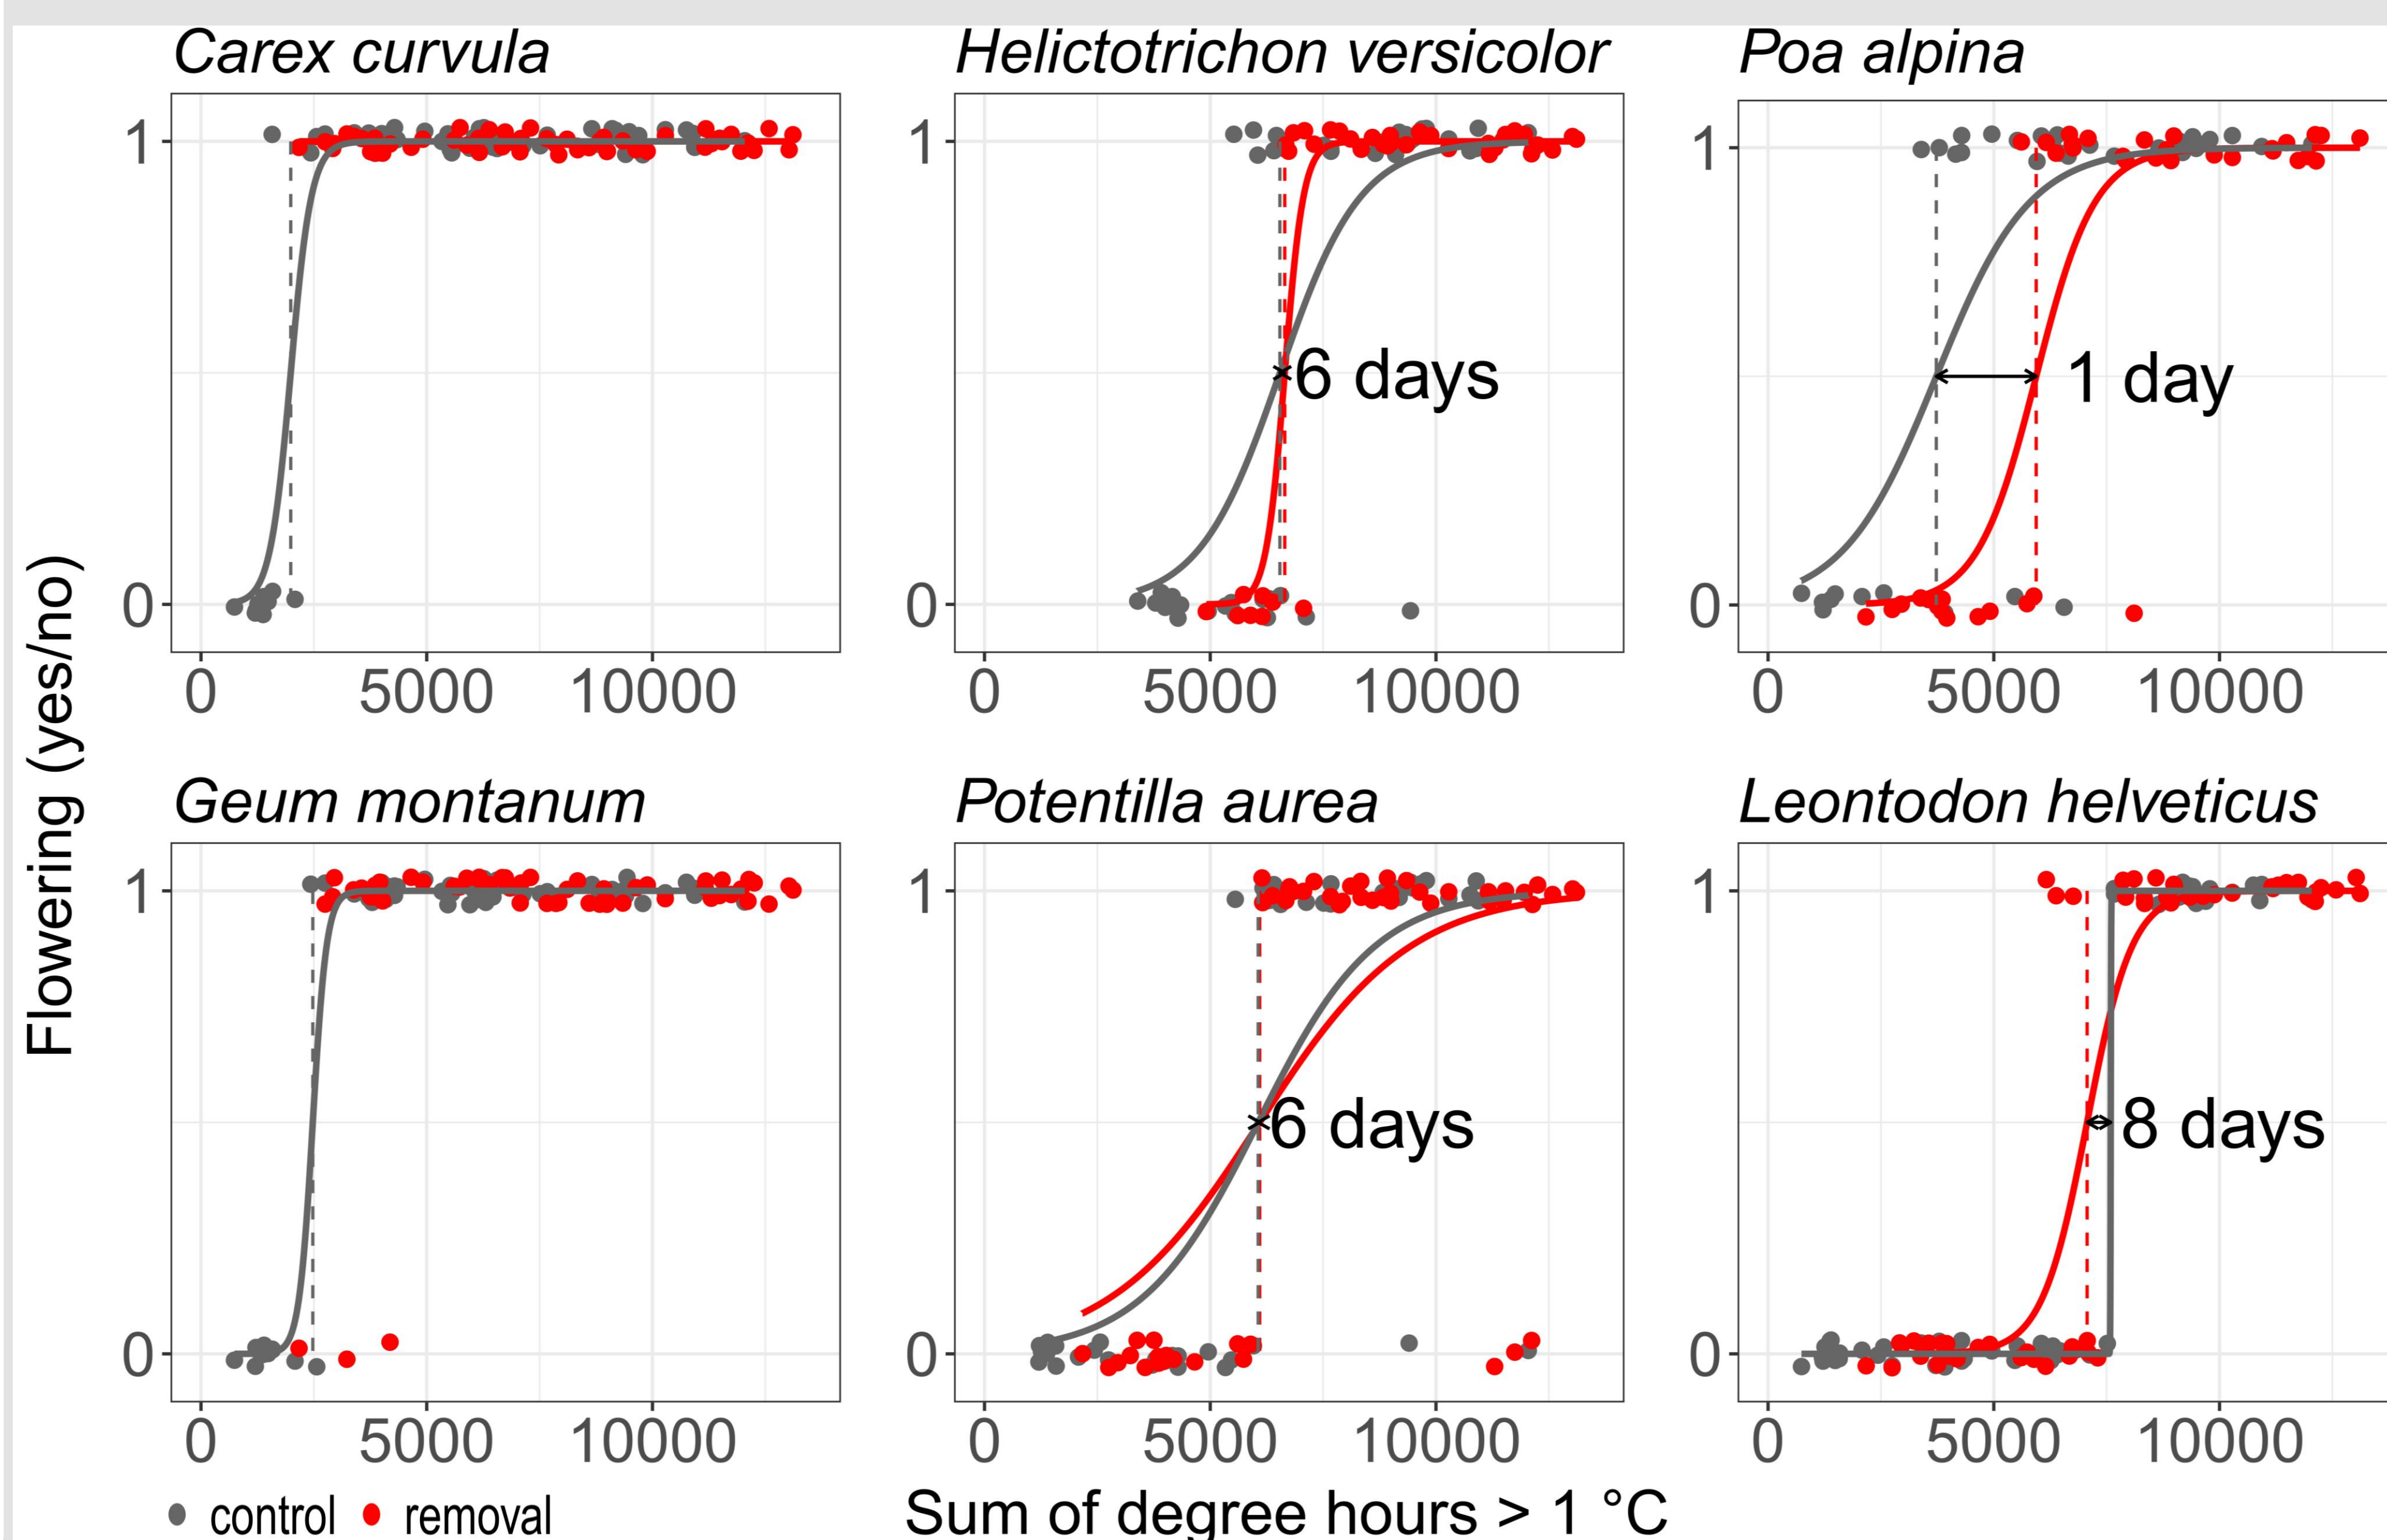 Carex curvula
Helictotrichon versicolor
Poa alpina
1
0
0 5000 10000
1
0
6 days
0 5000 10000
1
0
1 day
0 5000 10000
Flowering (yes/no)
Geum montanum
Potentilla aurea
Leontodon helveticus
1
0
0 5000 10000
1
0
6 days
0 5000 10000
1
0
8 days
0 5000 10000
control removal
Sum of degree hours > 1 °C